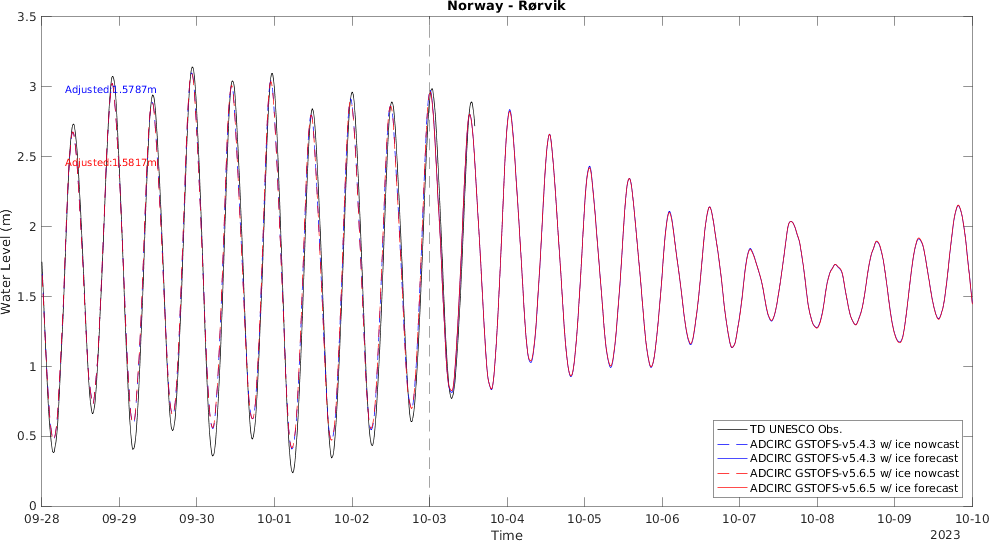 Norway - Rørvik
3.5
3
2.5
2
1.5
1
0.5
0
Water Level (m)
Adjusted:1.5787m
Adjusted:1.5817m
TD UNESCO Obs.
ADCIRC GSTOFS-v5.4.3 w/ ice nowcast
ADCIRC GSTOFS-v5.4.3 w/ ice forecast
ADCIRC GSTOFS-v5.6.5 w/ ice nowcast
ADCIRC GSTOFS-v5.6.5 w/ ice forecast
09-28 09-29 09-30 10-01 10-02 10-03 10-04 10-05 10-06 10-07 10-08 10-09 10-10
Time
2023